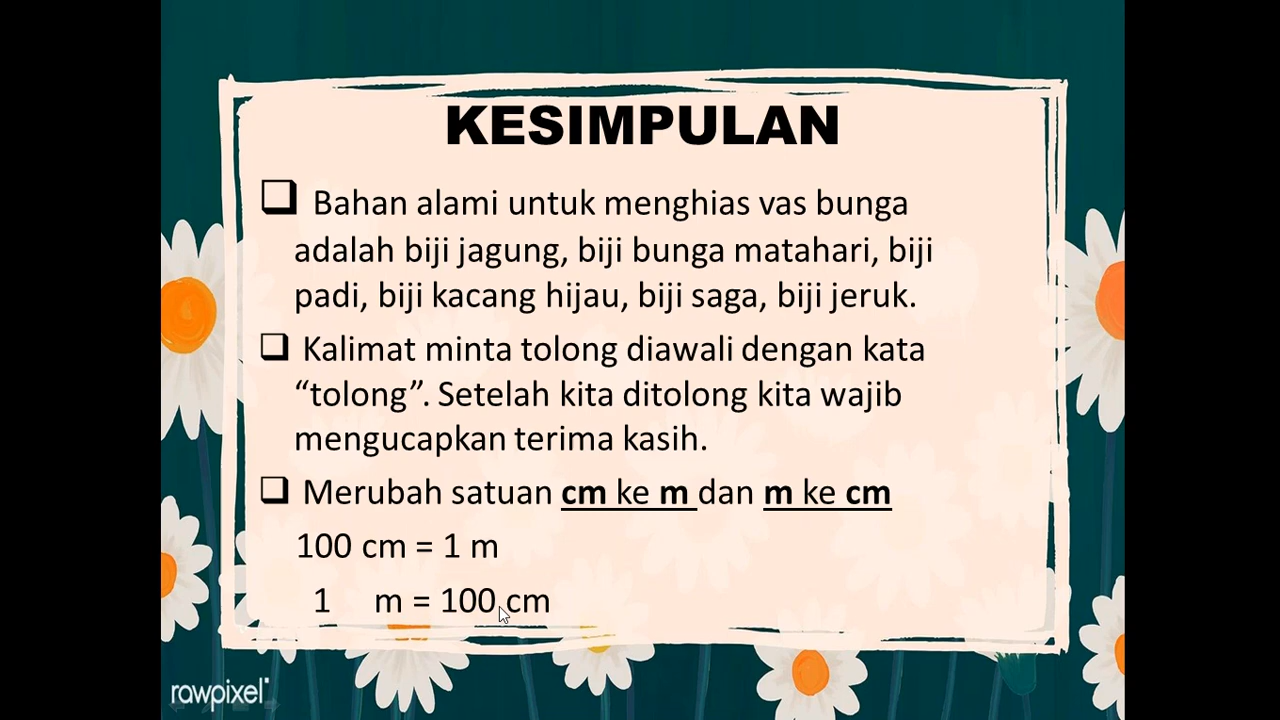 KESIMPULAN
❑ Bahan alami untuk menghias vas bunga
adalah biji jagung, biji bunga matahari, biji
padi, biji kacang hijau, biji saga, biji jeruk.
❑ Kalimat minta tolong diawali dengan kata
“tolong”. Setelah kita ditolong kita wajib
mengucapkan terima kasih.
❑ Merubah satuan cm ke m dan m ke cm
100 cm = 1 m
1 m = 100 cm
rawpixel